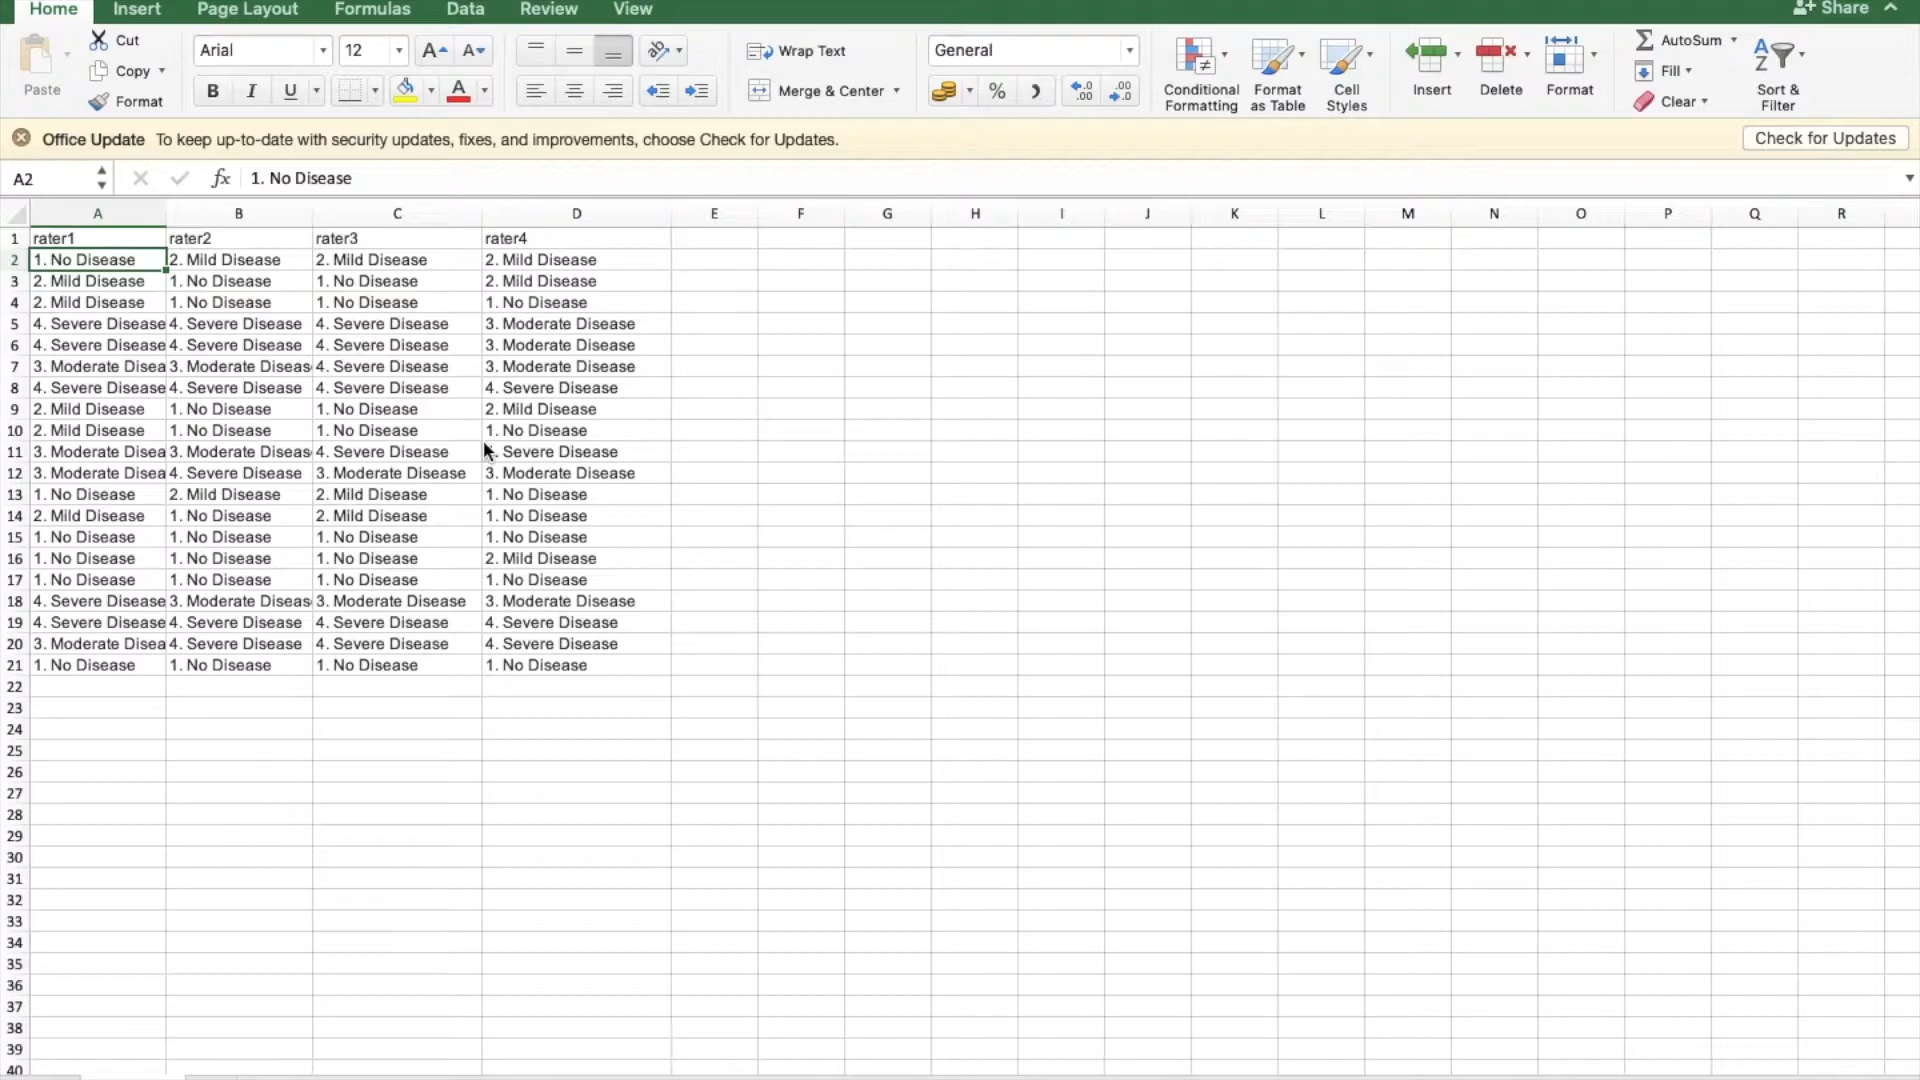 Home Insert Page Layout Formulas Data Review View Share
Cut Arial 12 Wrap Text General AutoSum
Copy Fill
Paste Format B I U A Merge & Center % Conditional Formatting Format as Table Cell Styles Insert Delete Format Clear Sort & Filter
Office Update To keep up-to-date with security updates, fixes, and improvements, choose Check for Updates. Check for Updates
A2 fx 1. No Disease
A B C D E F G H I J K L M N O P Q R
1 rater1 rater2 rater3 rater4
2 1. No Disease 2. Mild Disease 2. Mild Disease 2. Mild Disease
3 2. Mild Disease 1. No Disease 1. No Disease 2. Mild Disease
4 2. Mild Disease 1. No Disease 1. No Disease 1. No Disease
5 4. Severe Disease 4. Severe Disease 4. Severe Disease 3. Moderate Disease
6 4. Severe Disease 4. Severe Disease 4. Severe Disease 3. Moderate Disease
7 3. Moderate Disea 3. Moderate Diseas 4. Severe Disease 3. Moderate Disease
8 4. Severe Disease 4. Severe Disease 4. Severe Disease 4. Severe Disease
9 2. Mild Disease 1. No Disease 1. No Disease 2. Mild Disease
10 2. Mild Disease 1. No Disease 1. No Disease 1. No Disease
11 3. Moderate Disea 3. Moderate Diseas 4. Severe Disease Severe Disease
12 3. Moderate Disea 4. Severe Disease 3. Moderate Disease 3. Moderate Disease
13 1. No Disease 2. Mild Disease 2. Mild Disease 1. No Disease
14 2. Mild Disease 1. No Disease 2. Mild Disease 1. No Disease
15 1. No Disease 1. No Disease 1. No Disease 1. No Disease
16 1. No Disease 1. No Disease 1. No Disease 2. Mild Disease
17 1. No Disease 1. No Disease 1. No Disease 1. No Disease
18 4. Severe Disease 3. Moderate Diseas 3. Moderate Disease 3. Moderate Disease
19 4. Severe Disease 4. Severe Disease 4. Severe Disease 4. Severe Disease
20 3. Moderate Disea 4. Severe Disease 4. Severe Disease 4. Severe Disease
21 1. No Disease 1. No Disease 1. No Disease 1. No Disease
22
23
24
25
26
27
28
29
30
31
32
33
34
35
36
37
38
39
40